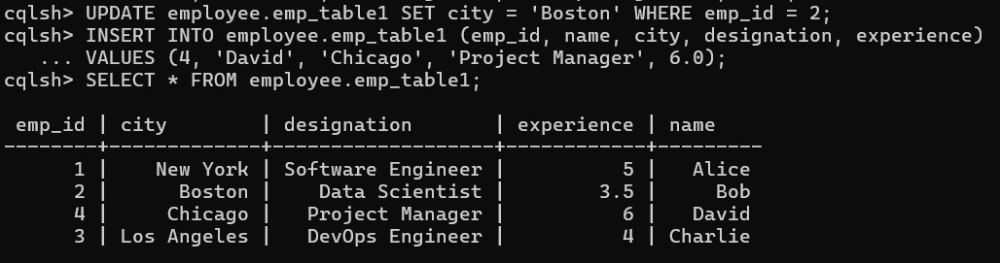 cqlsh> UPDATE employee.emp_table1 SET city = 'Boston' WHERE emp_id = 2;
cqlsh> INSERT INTO employee.emp_table1 (emp_id, name, city, designation, experience)
   ... VALUES (4, 'David', 'Chicago', 'Project Manager', 6.0);
cqlsh> SELECT * FROM employee.emp_table1;

 emp_id | city        | designation       | experience | name
--------+-------------+-------------------+------------+---------
      1 |    New York | Software Engineer |          5 |   Alice
      2 |      Boston |    Data Scientist |        3.5 |     Bob
      4 |     Chicago |   Project Manager |          6 |   David
      3 | Los Angeles |   DevOps Engineer |          4 | Charlie